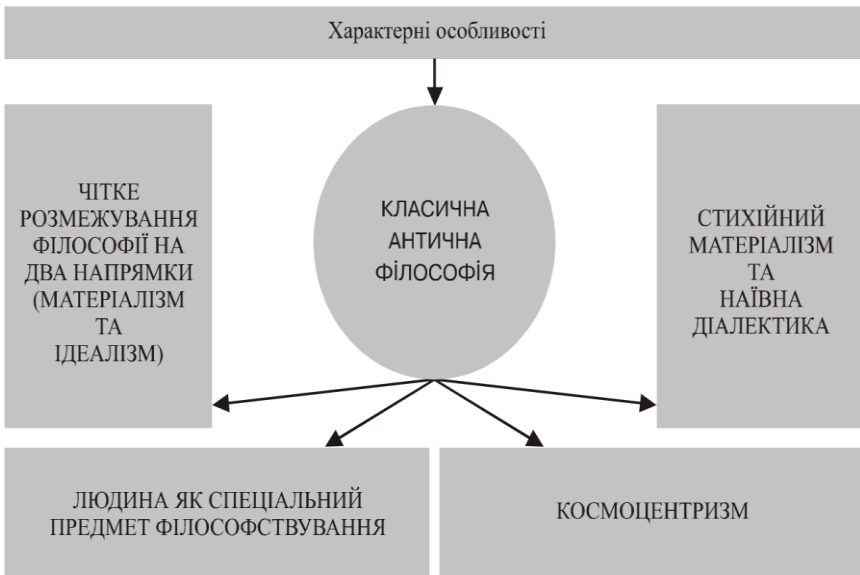 Характерні особливості
ЧІТКЕ
РОЗМЕЖУВАННЯ
ФІЛОСОФІЇ НА
ДВА НАПРЯМКИ
(МАТЕРІАЛІЗМ
ТА
ІДЕАЛІЗМ)
КЛАСИЧНА
АНТИЧНА
ФІЛОСОФІЯ
СТИХІЙНИЙ
МАТЕРІАЛІЗМ
ТА
НАЇВНА
ДІАЛЕКТИКА
ЛЮДИНА ЯК СПЕЦІАЛЬНИЙ
ПРЕДМЕТ ФІЛОСОФСТВУВАННЯ
КОСМОЦЕНТРИЗМ